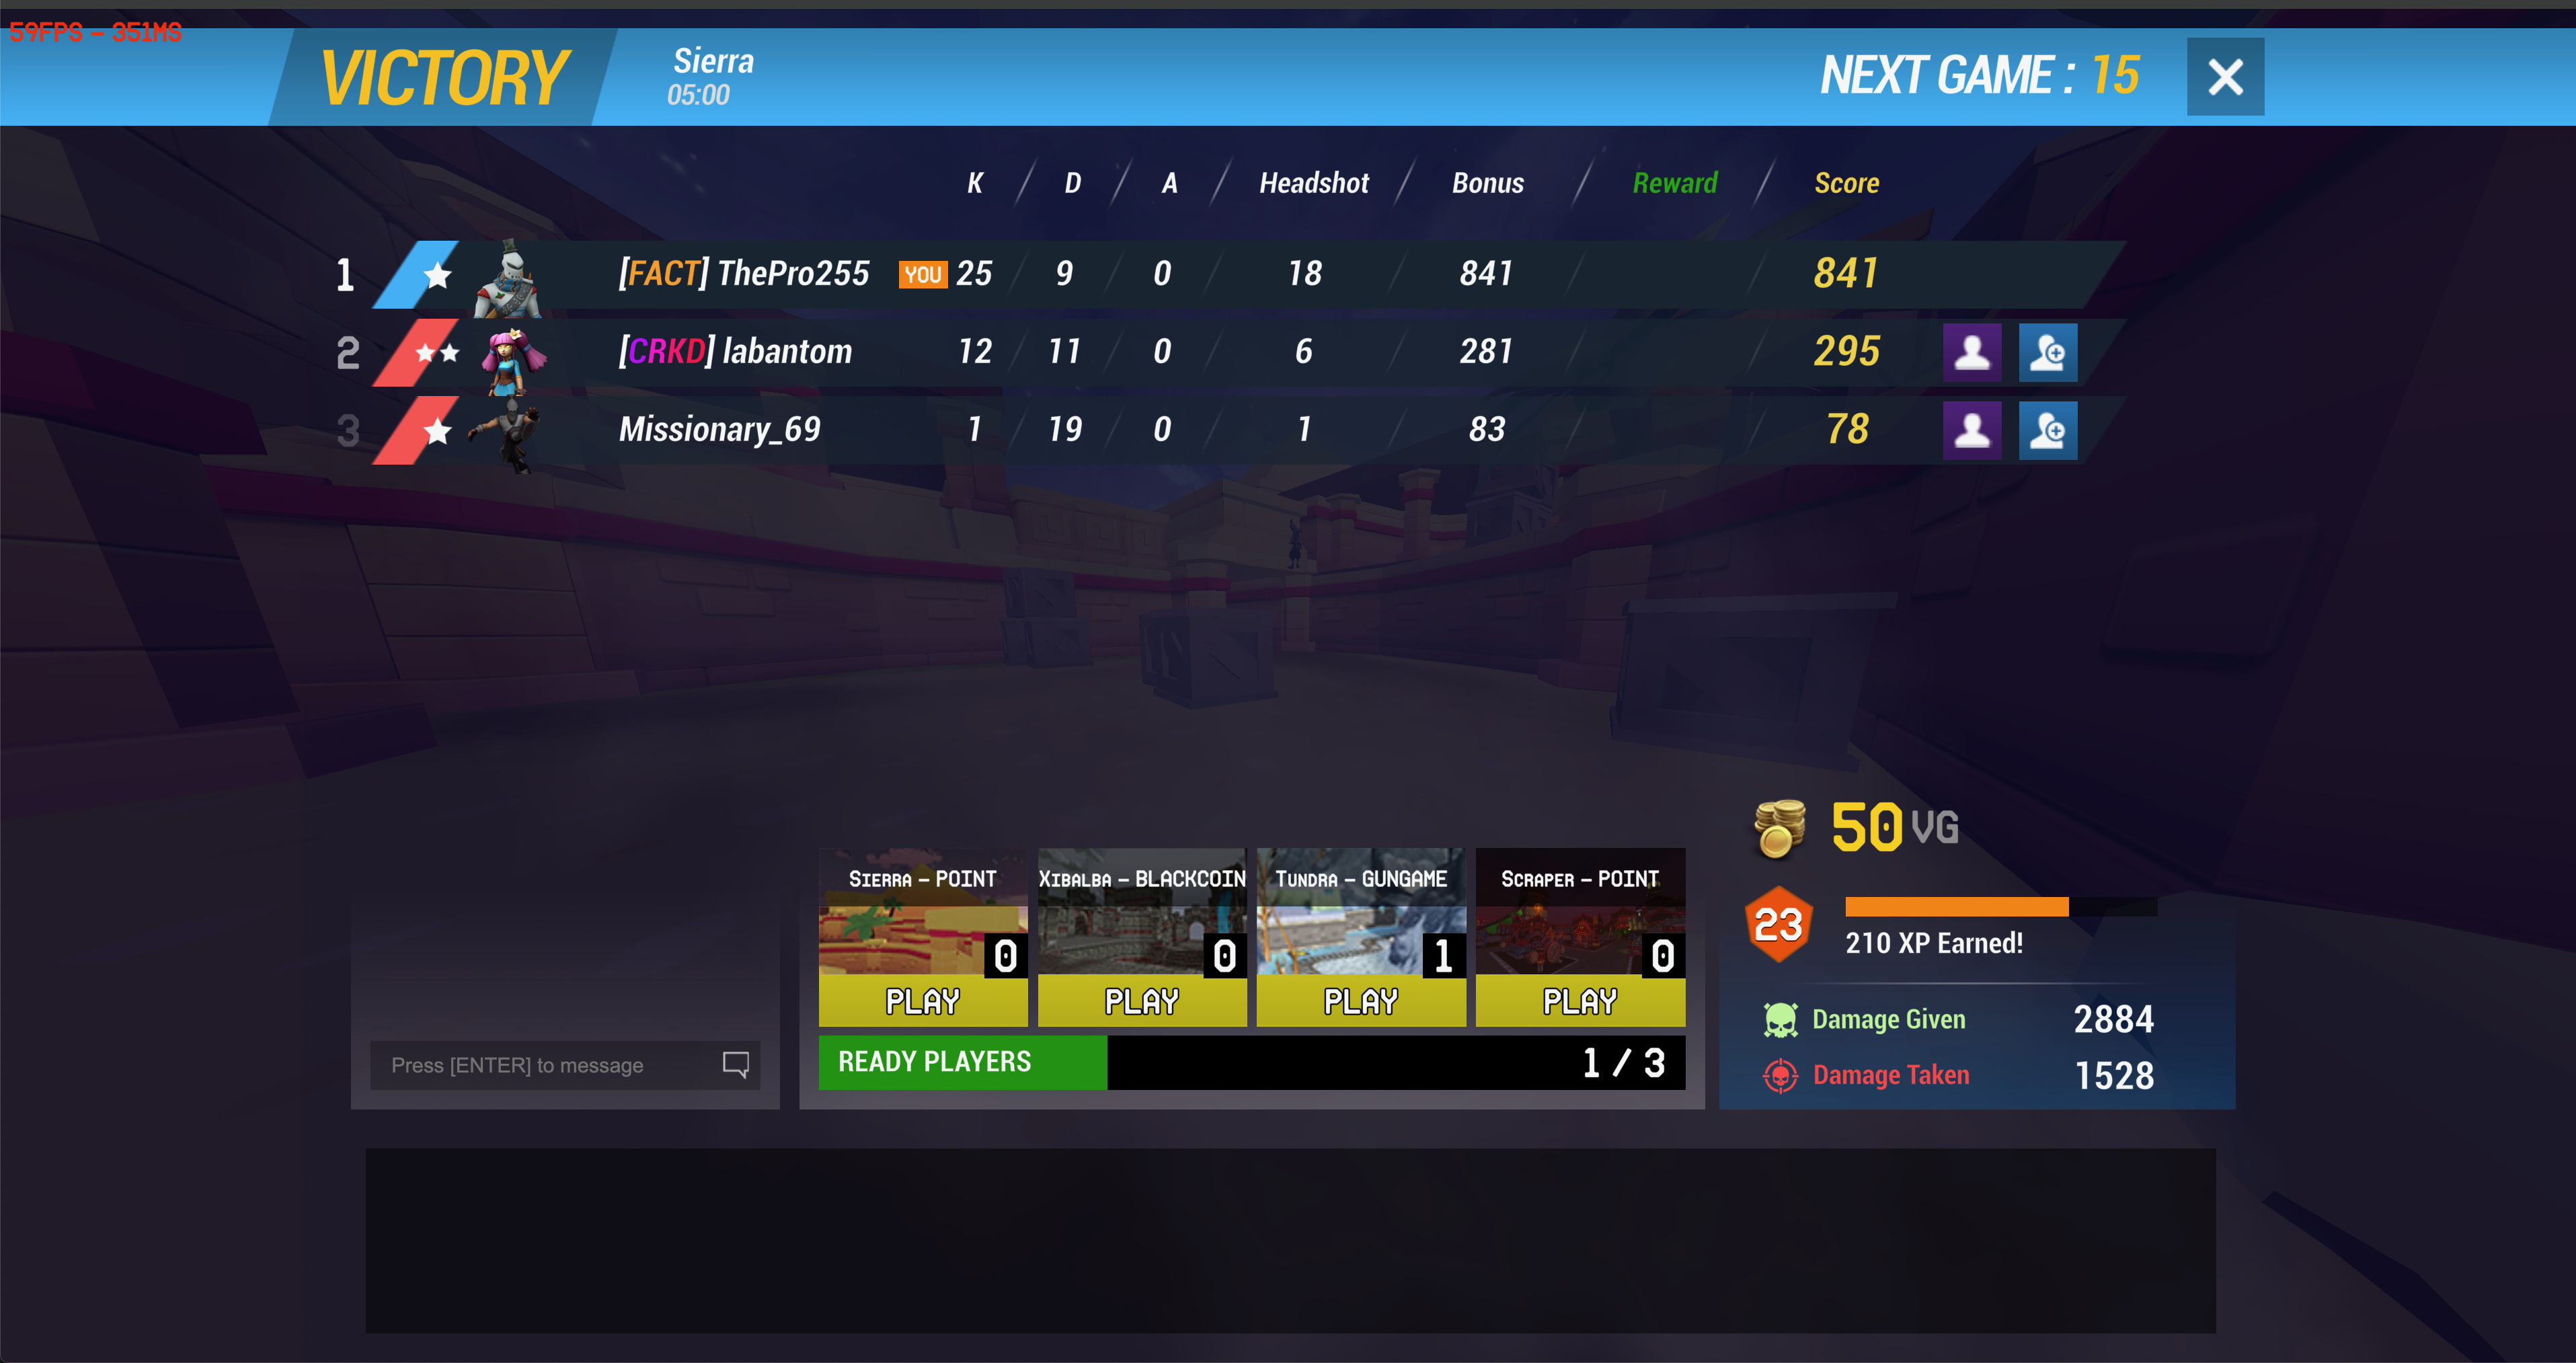 59FPS – 351MS
VICTORY
Sierra
05:00
NEXT GAME : 15
K / D / A / Headshot / Bonus / Reward / Score
1 [FACT] ThePro255 YOU 25 / 9 / 0 / 18 / 841 / / 841
2 [CRKD] labantom 12 / 11 / 0 / 6 / 281 / / 295
3 Missionary_69 1 / 19 / 0 / 1 / 83 / / 78
50 VG
SIERRA – POINT
0
PLAY
XIBALBA – BLACKCOIN
0
PLAY
TUNDRA – GUNGAME
1
PLAY
SCRAPER – POINT
0
PLAY
23
210 XP Earned!
Press [ENTER] to message
READY PLAYERS 1 / 3
Damage Given 2884
Damage Taken 1528